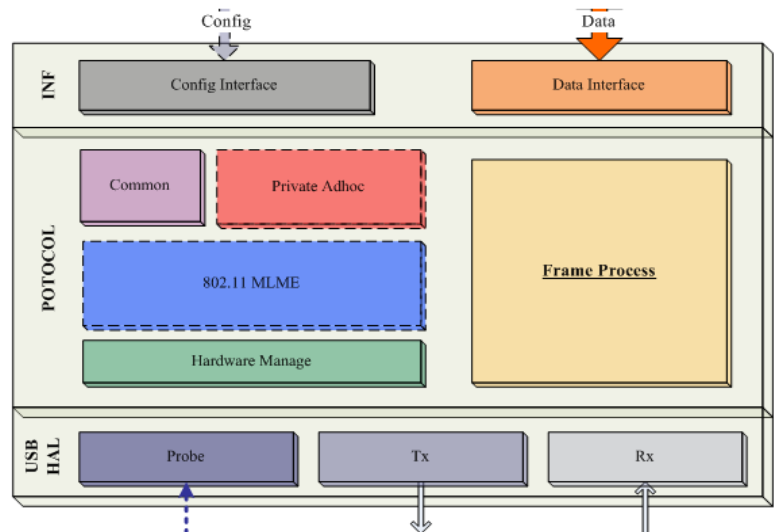 Config
Data
INF
Config Interface
Data Interface
POTOCOL
Common
Private Adhoc
Frame Process
802.11 MLME
Hardware Manage
USB
HAL
Probe
Tx
Rx